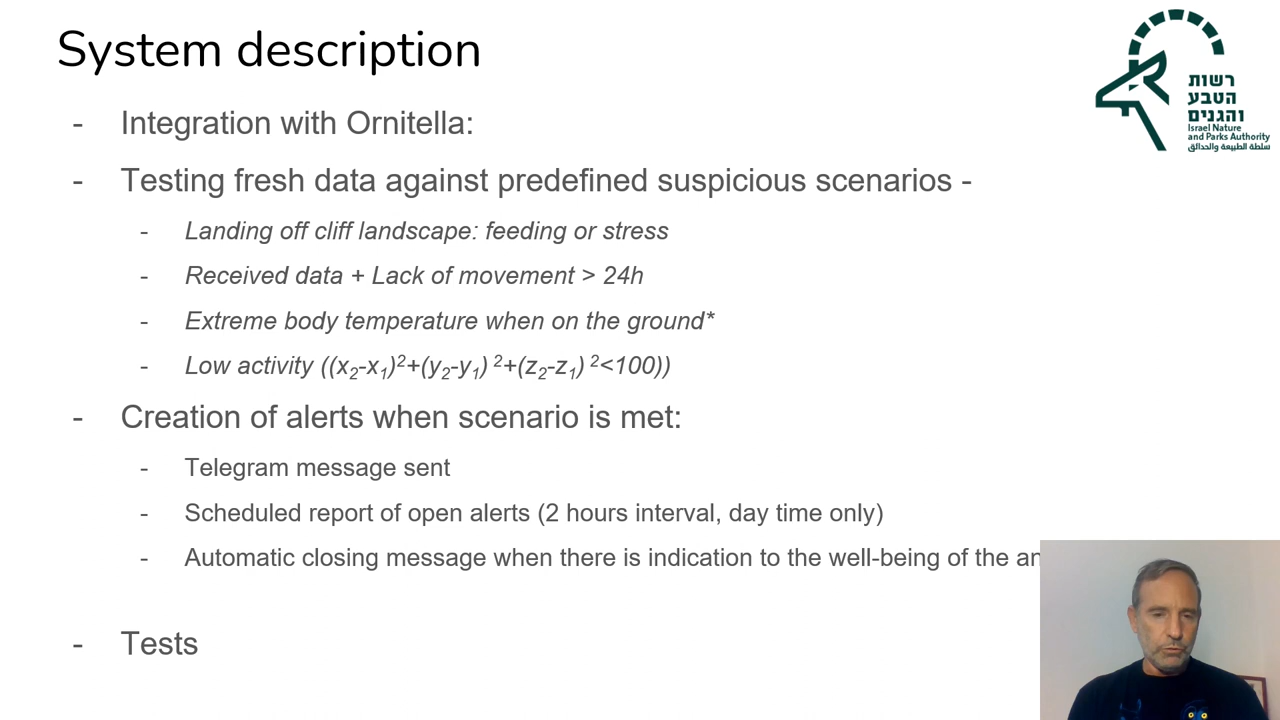 System description
רשות
הטבע
והגנים
Israel Nature
and Parks Authority
سلطة الطبيعة والحدائق
- Integration with Ornitella:
- Testing fresh data against predefined suspicious scenarios -
- Landing off cliff landscape: feeding or stress
- Received data + Lack of movement > 24h
- Extreme body temperature when on the ground*
- Low activity ((x₂-x₁)²+(y₂-y₁) ²+(z₂-z₁) ²<100))
- Creation of alerts when scenario is met:
- Telegram message sent
- Scheduled report of open alerts (2 hours interval, day time only)
- Automatic closing message when there is indication to the well-being of the
- Tests